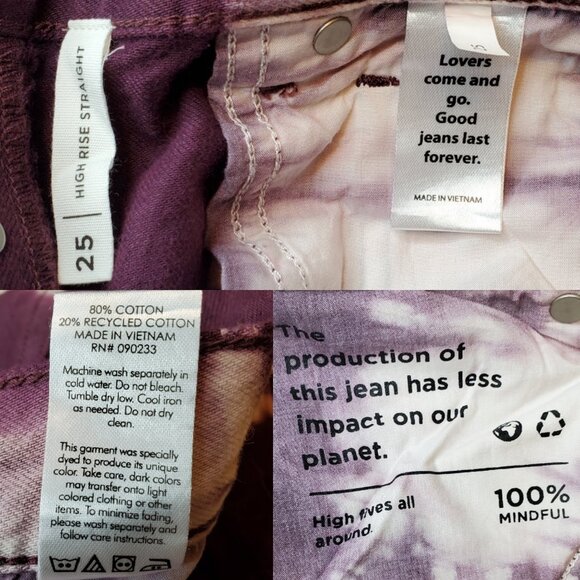 25 | HIGH RISE STRAIGHT
Lovers
come and
go.
Good
jeans last
forever.
MADE IN VIETNAM
80% COTTON
20% RECYCLED COTTON
MADE IN VIETNAM
RN# 090233
Machine wash separately in
cold water. Do not bleach.
Tumble dry low. Cool iron
as needed. Do not dry
clean.
This garment was specially
dyed to produce its unique
color. Take care, dark colors
may transfer onto light
colored clothing or other
items. To minimize fading,
please wash separately and
follow care instructions.
The
production of
this jean has less
impact on our
planet.
High fives all
around.
100%
MINDFUL